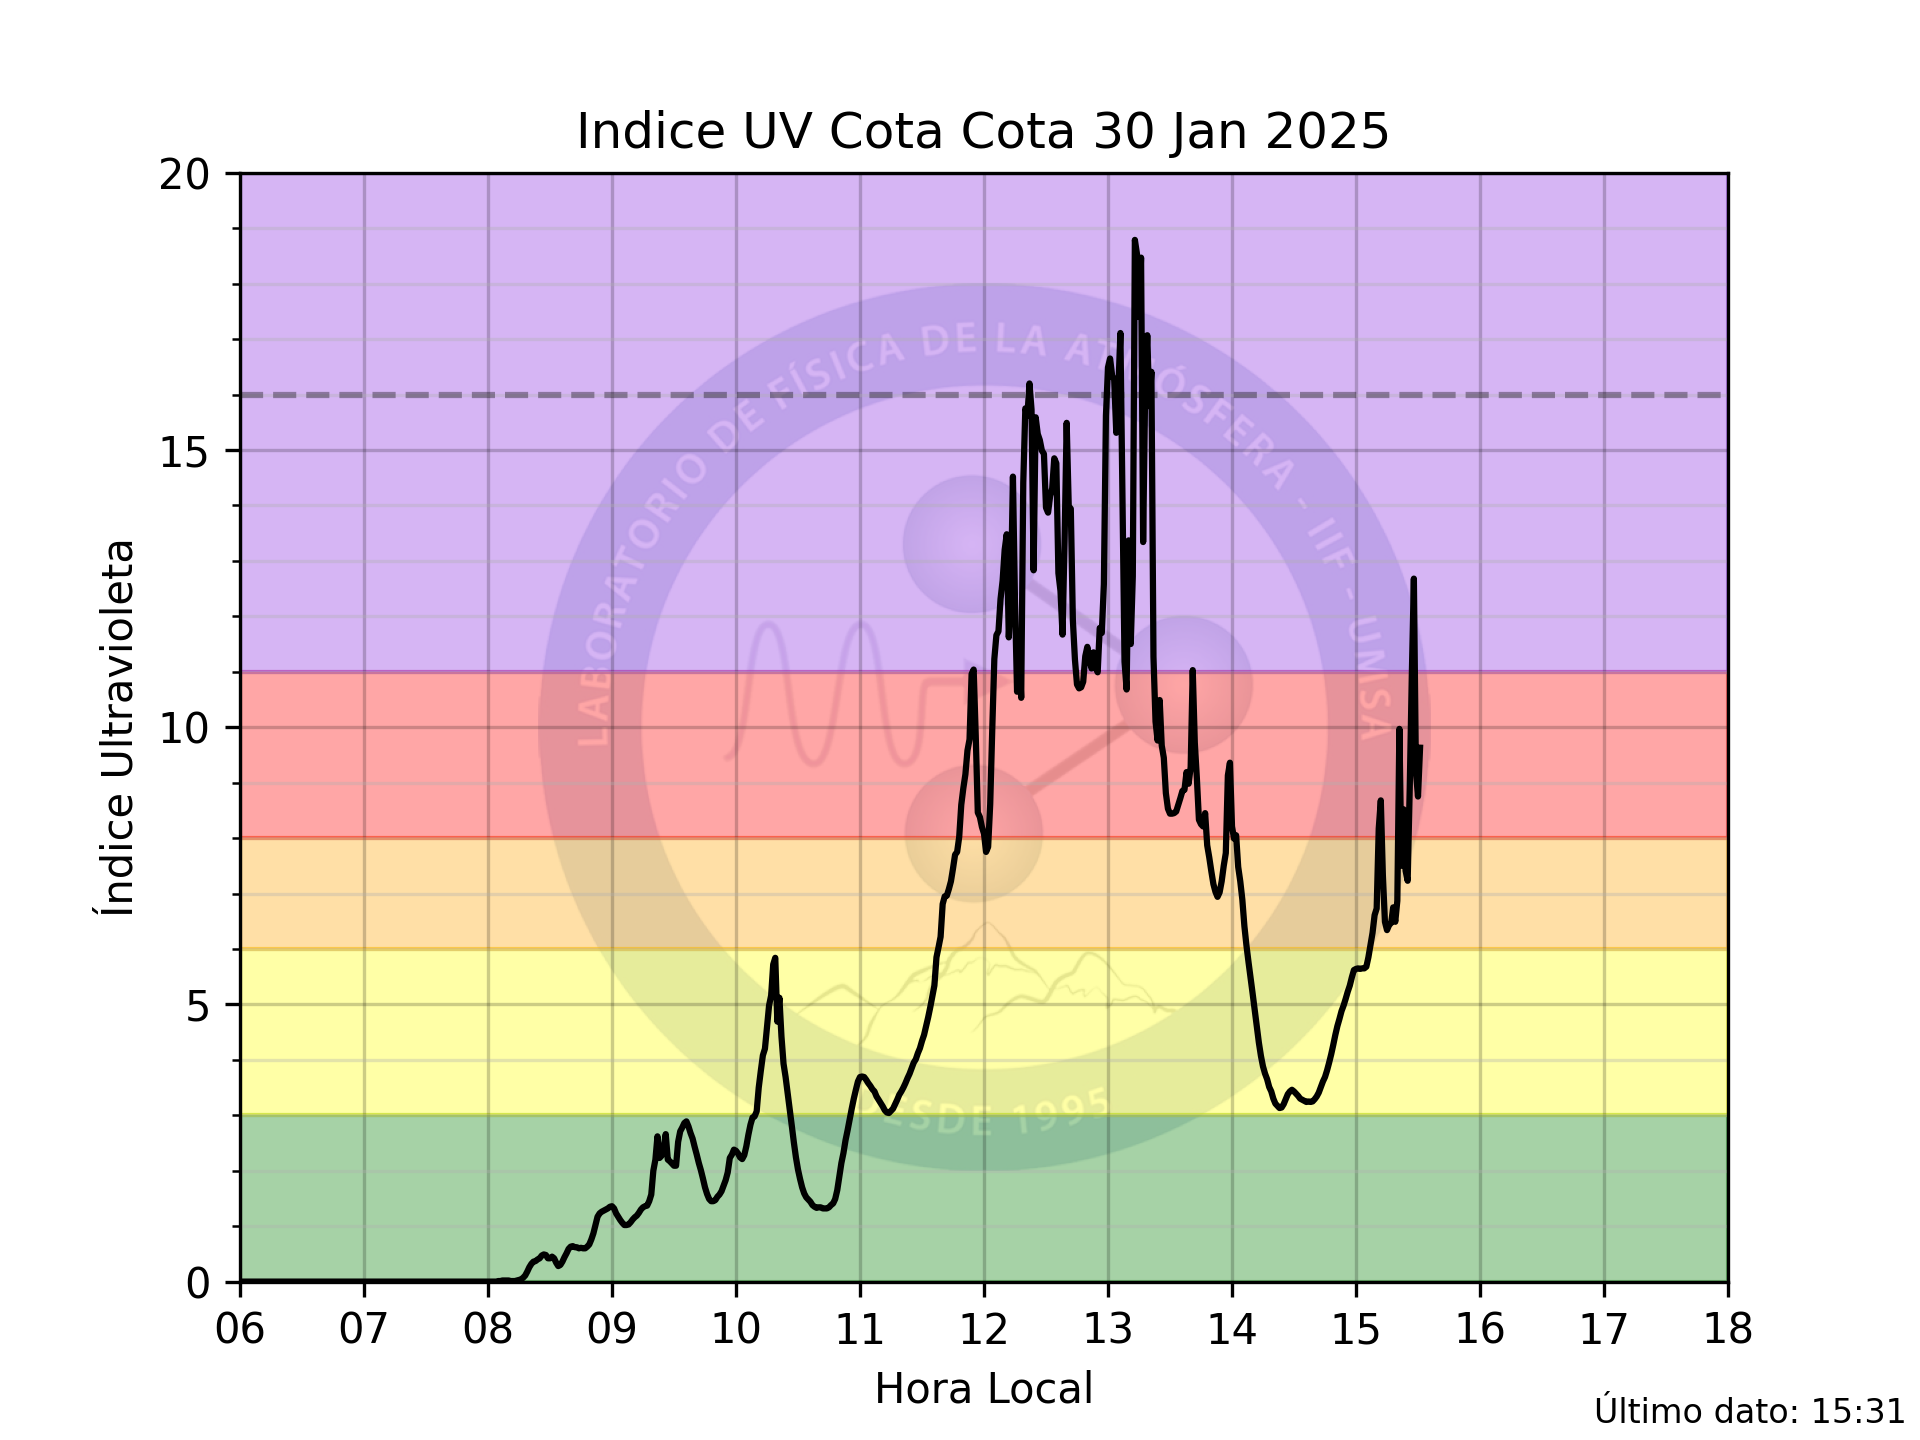 Indice UV Cota Cota 30 Jan 2025
20
15
10
5
0
Índice Ultravioleta
LABORATORIO DE FÍSICA DE LA ATMÓSFERA - IIF - UMSA
DESDE 1995
06 07 08 09 10 11 12 13 14 15 16 17 18
Hora Local
Último dato: 15:31